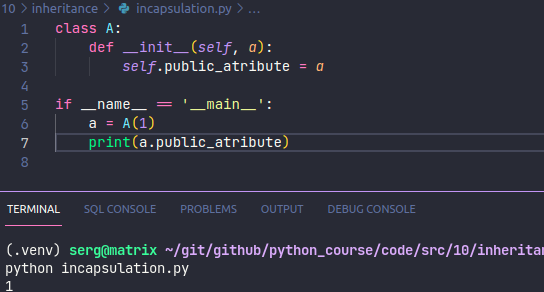 10 > inheritance > incapsulation.py > ...
1 class A:
2     def __init__(self, a):
3         self.public_atribute = a
4
5 if __name__ == '__main__':
6     a = A(1)
7     print(a.public_atribute)
8
TERMINAL SQL CONSOLE PROBLEMS OUTPUT DEBUG CONSOLE
(.venv) serg@matrix ~/git/github/python_course/code/src/10/inheritan
python incapsulation.py
1